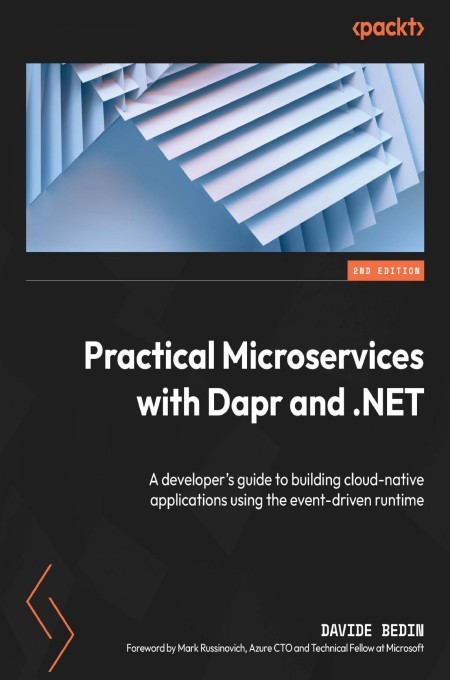 <packt>
2ND EDITION
Practical Microservices
with Dapr and .NET
A developer's guide to building cloud-native
applications using the event-driven runtime
DAVIDE BEDIN
Foreword by Mark Russinovich, Azure CTO and Technical Fellow at Microsoft